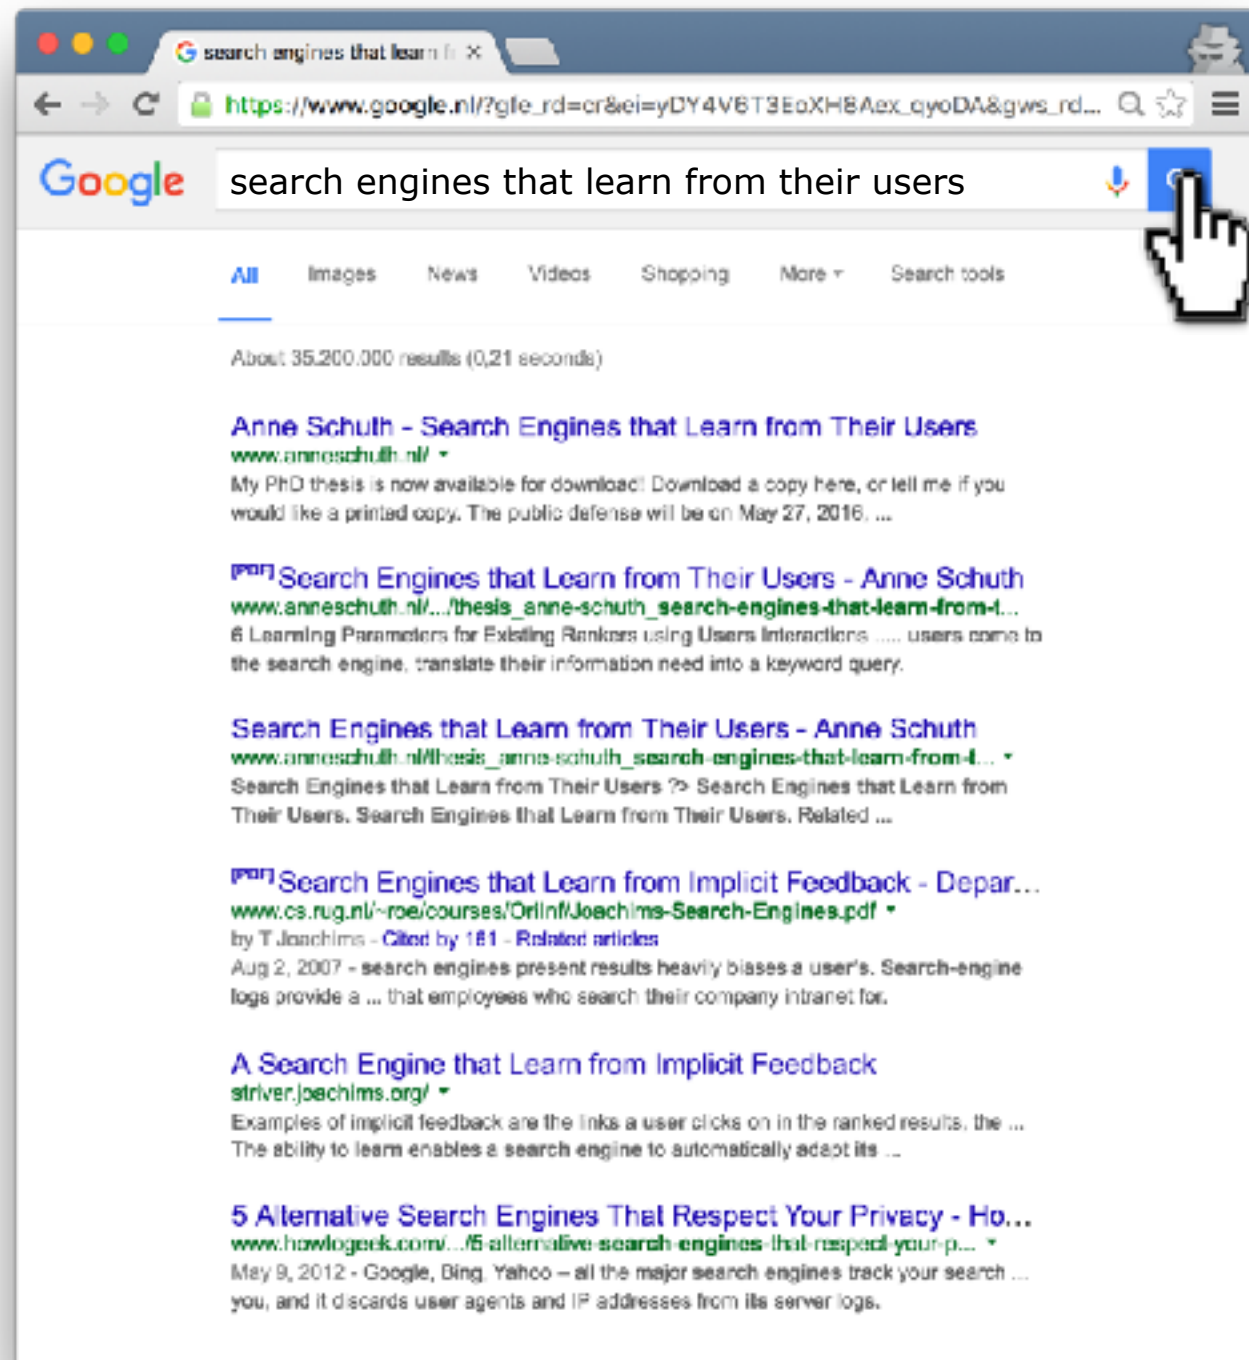 search engines that learn fr
https://www.google.nl/?gfe_rd=cr&ei=yDY4V6T3EoXH8Aex_qyoDA&gws_rd...
Google search engines that learn from their users
All Images News Videos Shopping More Search tools
About 35.200.000 results (0,21 seconds)
Anne Schuth - Search Engines that Learn from Their Users
www.anneschuth.nl/
My PhD thesis is now available for download! Download a copy here, or tell me if you
would like a printed copy. The public defense will be on May 27, 2016. ...
[PDF] Search Engines that Learn from Their Users - Anne Schuth
www.anneschuth.nl/.../thesis_anne-schuth_search-engines-that-learn-from-t...
6 Learning Parameters for Existing Rankers using Users Interactions ..... users come to
the search engine, translate their information need into a keyword query.
Search Engines that Learn from Their Users - Anne Schuth
www.anneschuth.nl/thesis_anne-schuth_search-engines-that-learn-from-t...
Search Engines that Learn from Their Users ?> Search Engines that Learn from
Their Users. Search Engines that Learn from Their Users. Related ...
[PDF] Search Engines that Learn from Implicit Feedback - Depar...
www.cs.rug.nl/~roe/courses/OriInf/Joachims-Search-Engines.pdf
by T Joachims - Cited by 161 - Related articles
Aug 2, 2007 - search engines present results heavily biases a user's. Search-engine
logs provide a ... that employees who search their company intranet for.
A Search Engine that Learn from Implicit Feedback
striver.joachims.org/
Examples of implicit feedback are the links a user clicks on in the ranked results, the ...
The ability to learn enables a search engine to automatically adapt its ...
5 Alternative Search Engines That Respect Your Privacy - Ho...
www.howtogeek.com/.../5-alternative-search-engines-that-respect-your-p...
May 9, 2012 - Google, Bing, Yahoo – all the major search engines track your search ...
you, and it discards user agents and IP addresses from its server logs.